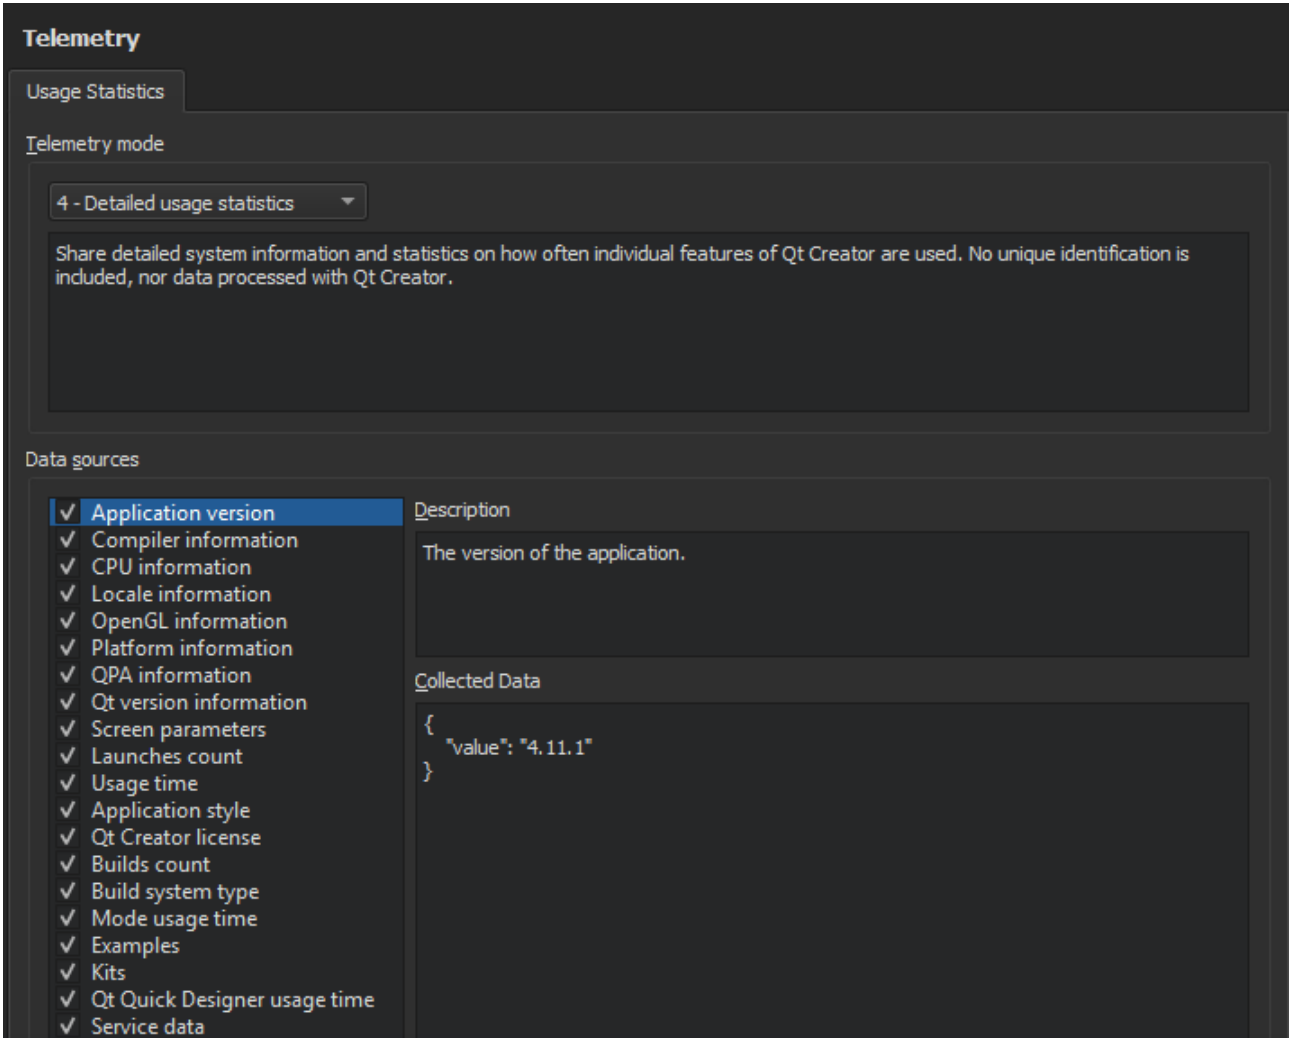 Telemetry
Usage Statistics
Telemetry mode
4 - Detailed usage statistics
Share detailed system information and statistics on how often individual features of Qt Creator are used. No unique identification is
included, nor data processed with Qt Creator.
Data sources
Application version
Compiler information
CPU information
Locale information
OpenGL information
Platform information
QPA information
Qt version information
Screen parameters
Launches count
Usage time
Application style
Qt Creator license
Builds count
Build system type
Mode usage time
Examples
Kits
Qt Quick Designer usage time
Service data
Description
The version of the application.
Collected Data
{
"value": "4.11.1"
}